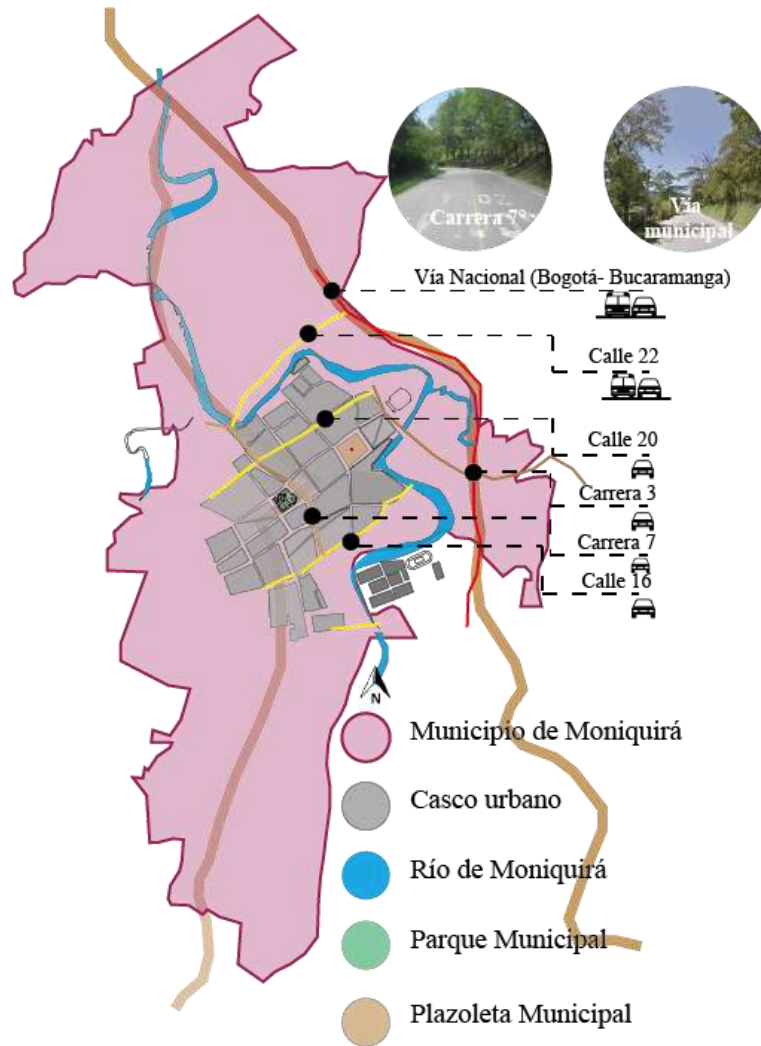 Carrera 7ª
Vía
municipal
Vía Nacional (Bogotá- Bucaramanga)
Calle 22
Calle 20
Carrera 3
Carrera 7
Calle 16
N
Municipio de Moniquirá
Casco urbano
Río de Moniquirá
Parque Municipal
Plazoleta Municipal